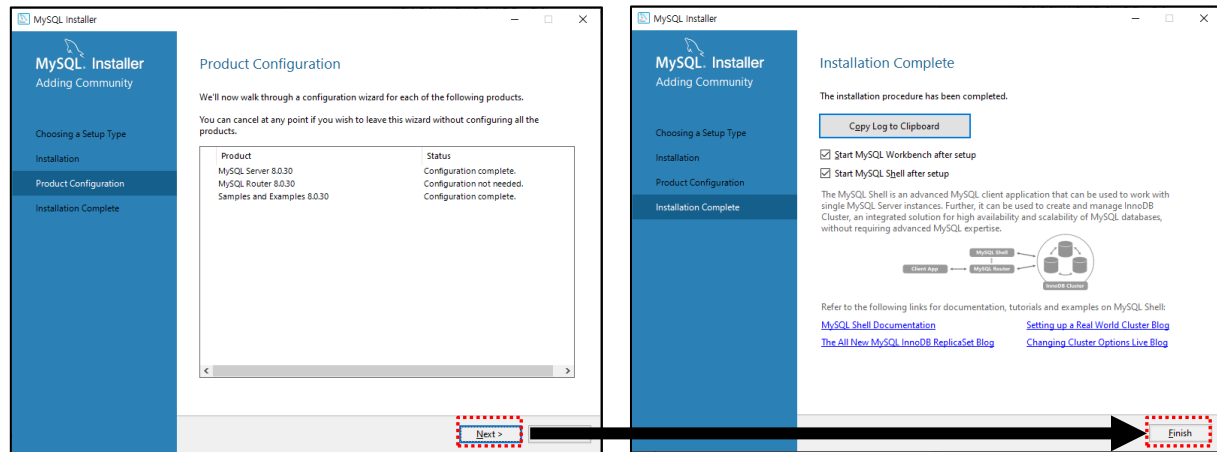 MySQL Installer
MySQL. Installer
Adding Community
Choosing a Setup Type
Installation
Product Configuration
Installation Complete
Product Configuration
We'll now walk through a configuration wizard for each of the following products.
You can cancel at any point if you wish to leave this wizard without configuring all the
products.
Product Status
MySQL Server 8.0.30 Configuration complete.
MySQL Router 8.0.30 Configuration not needed.
Samples and Examples 8.0.30 Configuration complete.
Next >
MySQL Installer
MySQL. Installer
Adding Community
Choosing a Setup Type
Installation
Product Configuration
Installation Complete
Installation Complete
The installation procedure has been completed.
Copy Log to Clipboard
Start MySQL Workbench after setup
Start MySQL Shell after setup
The MySQL Shell is an advanced MySQL client application that can be used to work with
single MySQL Server instances. Further, it can be used to create and manage InnoDB
Cluster, an integrated solution for high availability and scalability of MySQL databases,
without requiring advanced MySQL expertise.
MySQL Shell
Client App
MySQL Router
InnoDB Cluster
Refer to the following links for documentation, tutorials and examples on MySQL Shell:
MySQL Shell Documentation Setting up a Real World Cluster Blog
The All New MySQL InnoDB ReplicaSet Blog Changing Cluster Options Live Blog
Finish